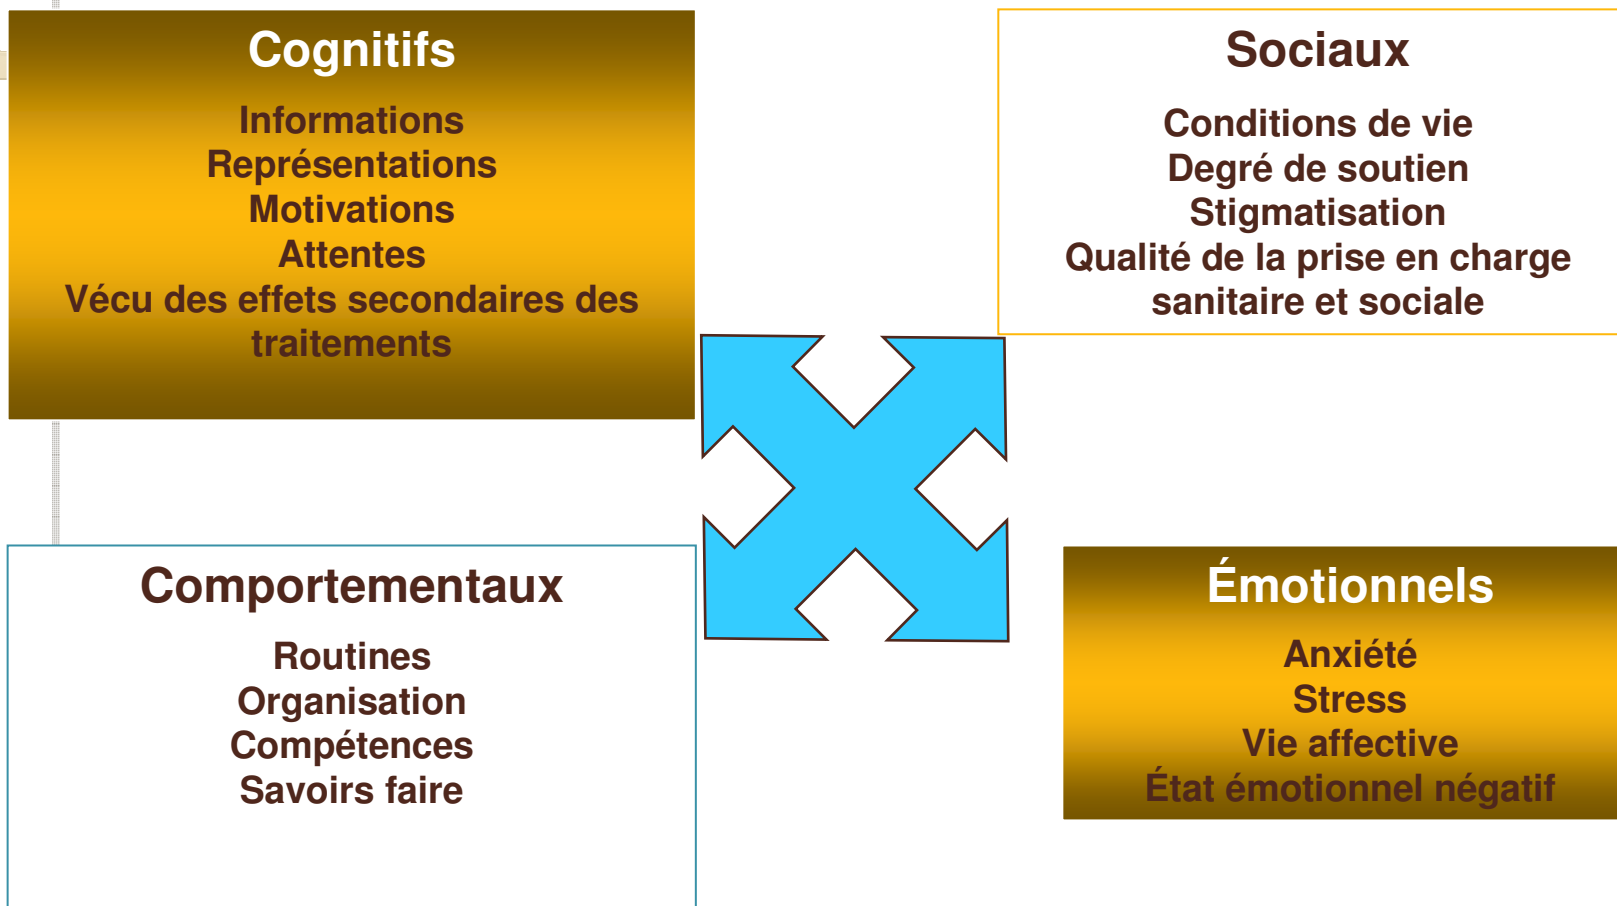 Cognitifs
Informations
Représentations
Motivations
Attentes
Vécu des effets secondaires des
traitements
Sociaux
Conditions de vie
Degré de soutien
Stigmatisation
Qualité de la prise en charge
sanitaire et sociale
Comportementaux
Routines
Organisation
Compétences
Savoirs faire
Émotionnels
Anxiété
Stress
Vie affective
État émotionnel négatif